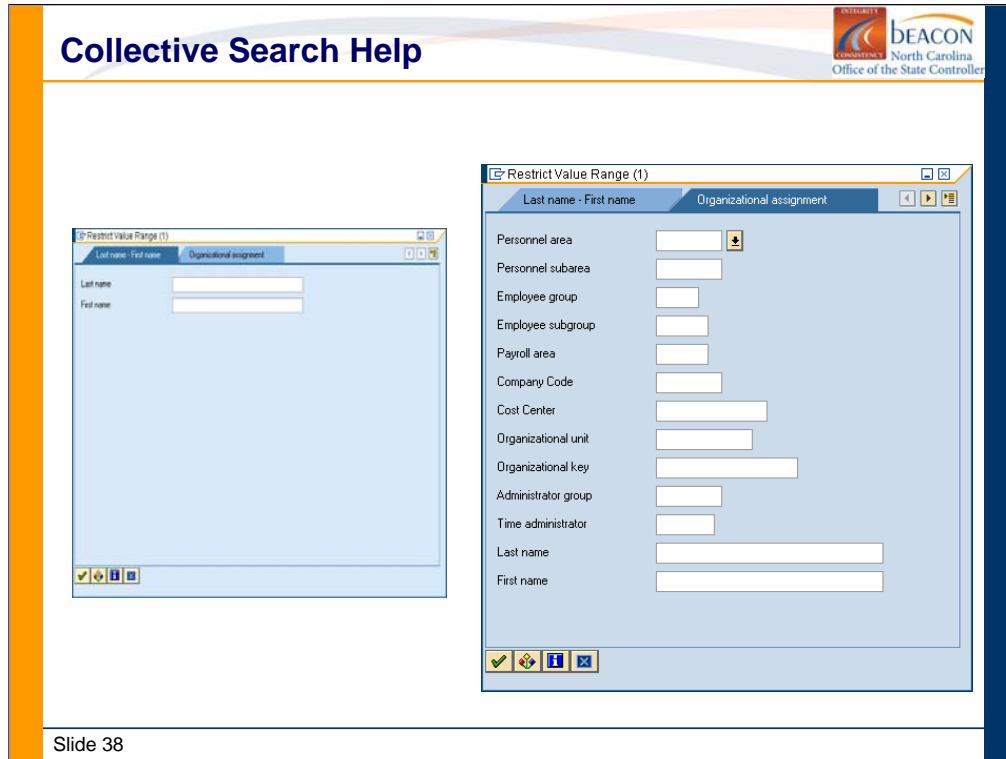 Collective Search Help
INTEGRITY
CONSISTENCY
bEACON
North Carolina
Office of the State Controller
Restrict Value Range (1)
Last name - First name Organizational assignment
Last name
First name
Restrict Value Range (1)
Last name - First name Organizational assignment
Personnel area
Personnel subarea
Employee group
Employee subgroup
Payroll area
Company Code
Cost Center
Organizational unit
Organizational key
Administrator group
Time administrator
Last name
First name
Slide 38